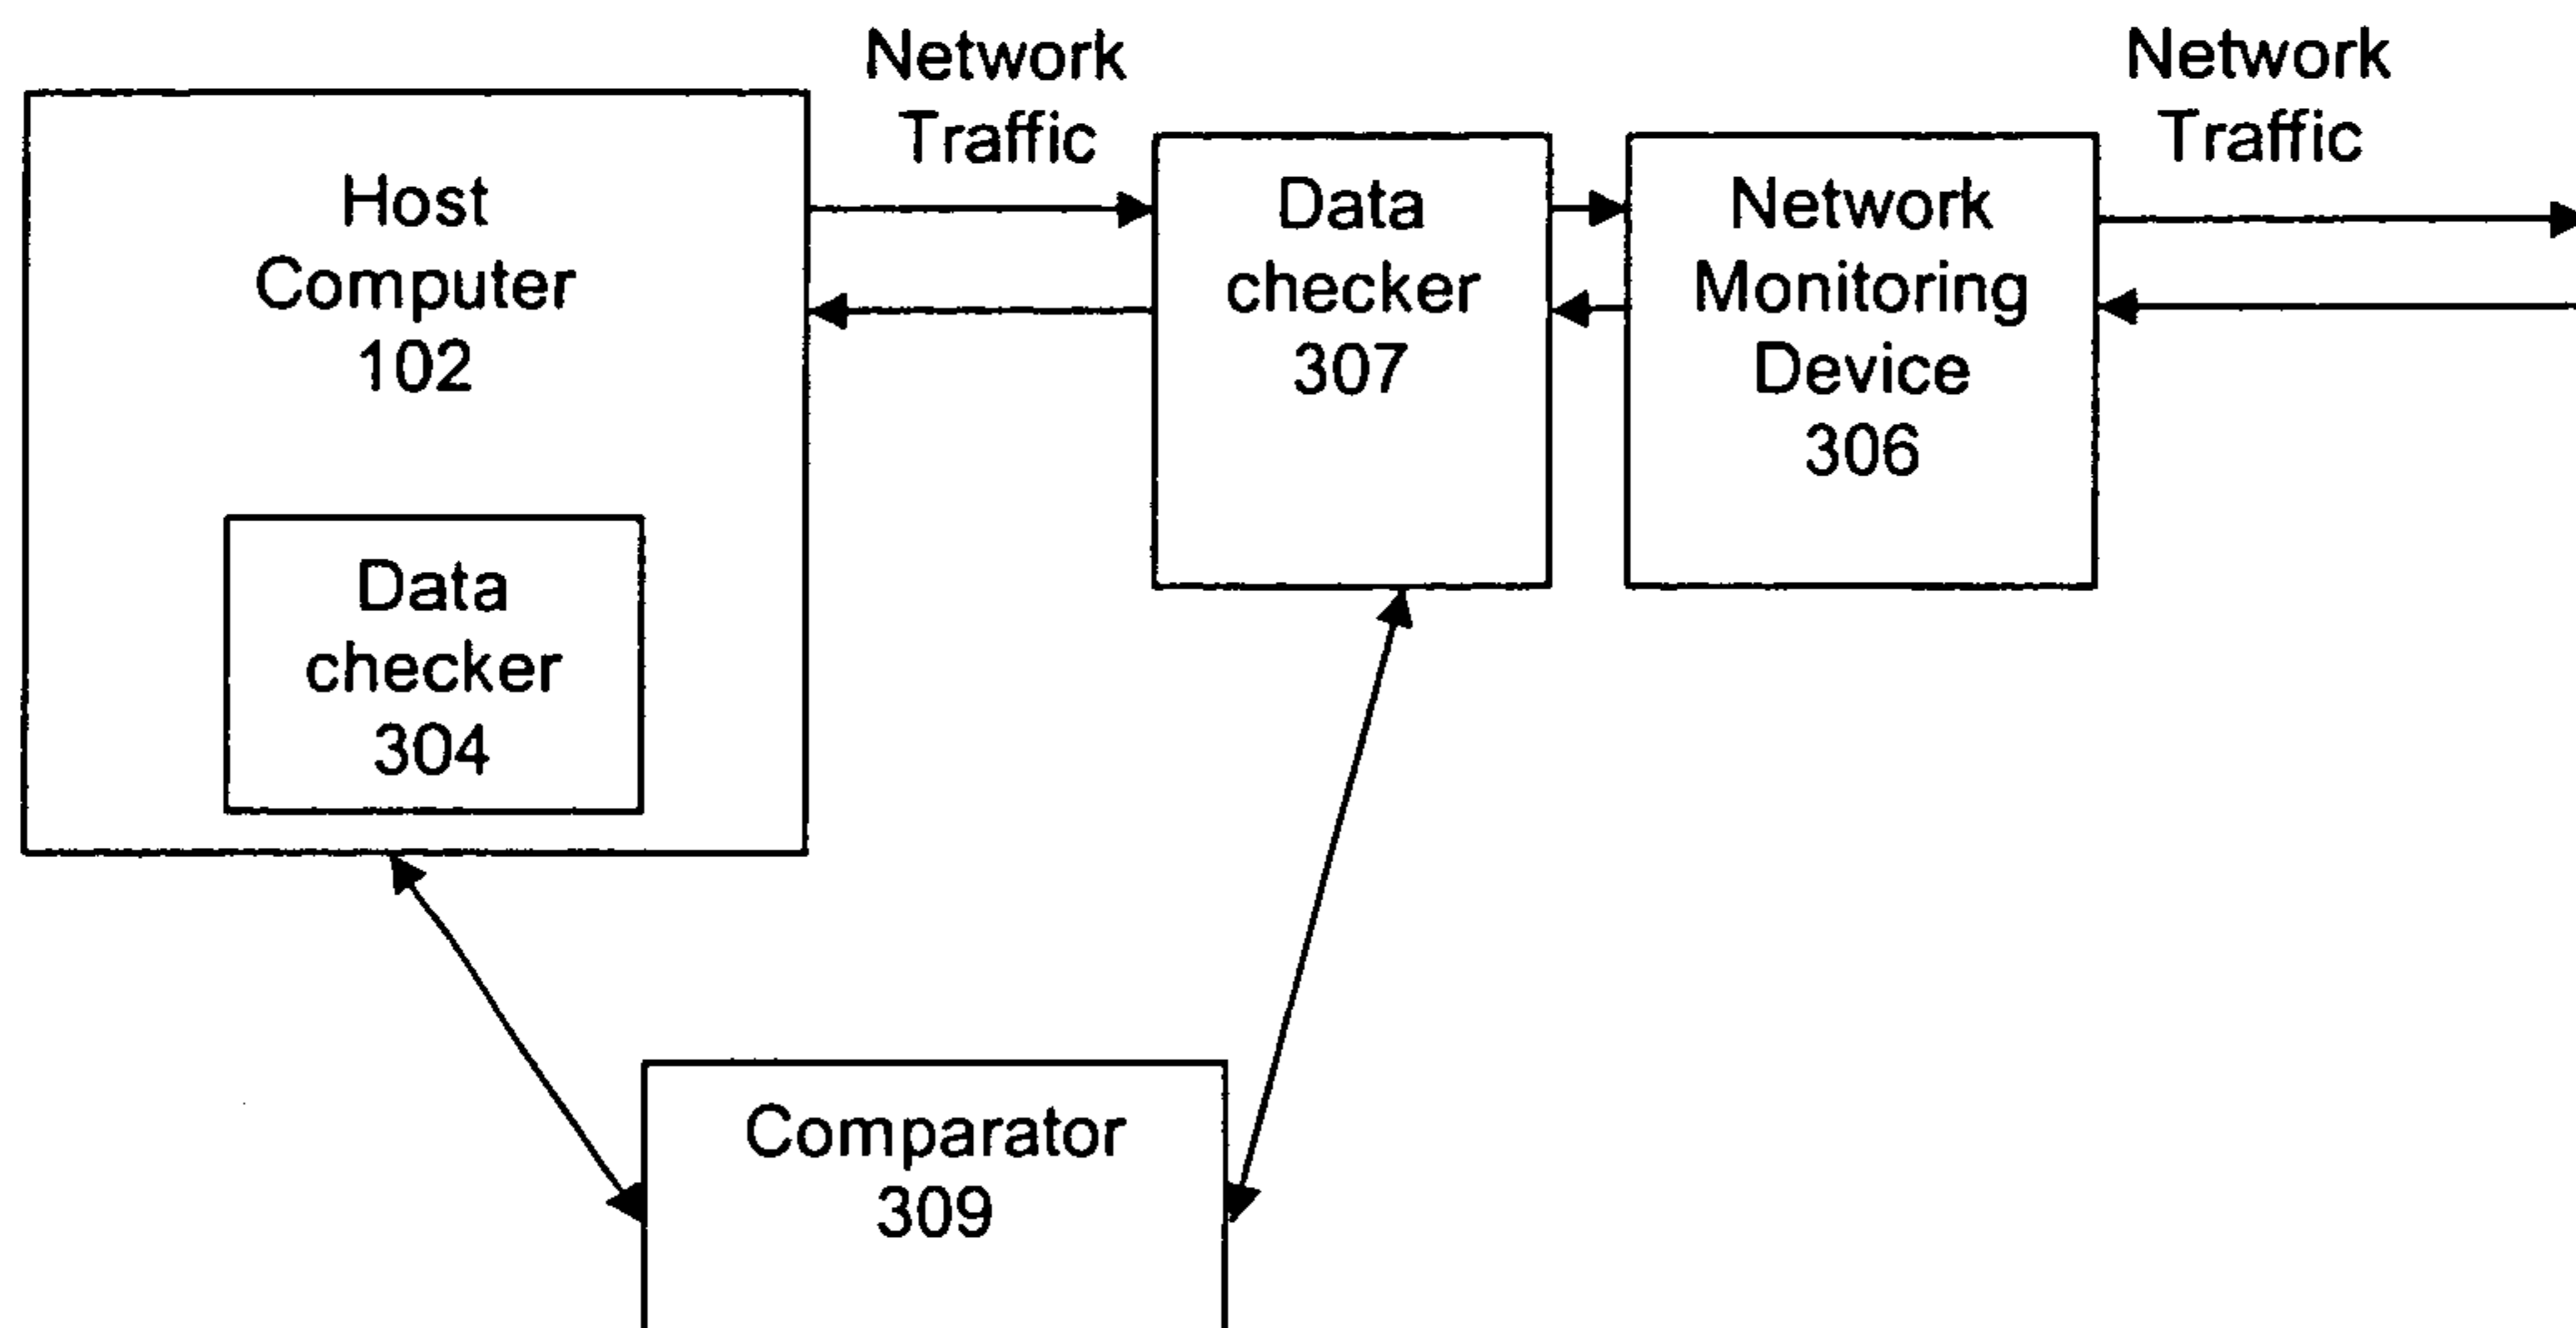 Network
Traffic
Network
Traffic
Host
Computer
102
Data
checker
307
Network
Monitoring
Device
306
Data
checker
304
Comparator
309